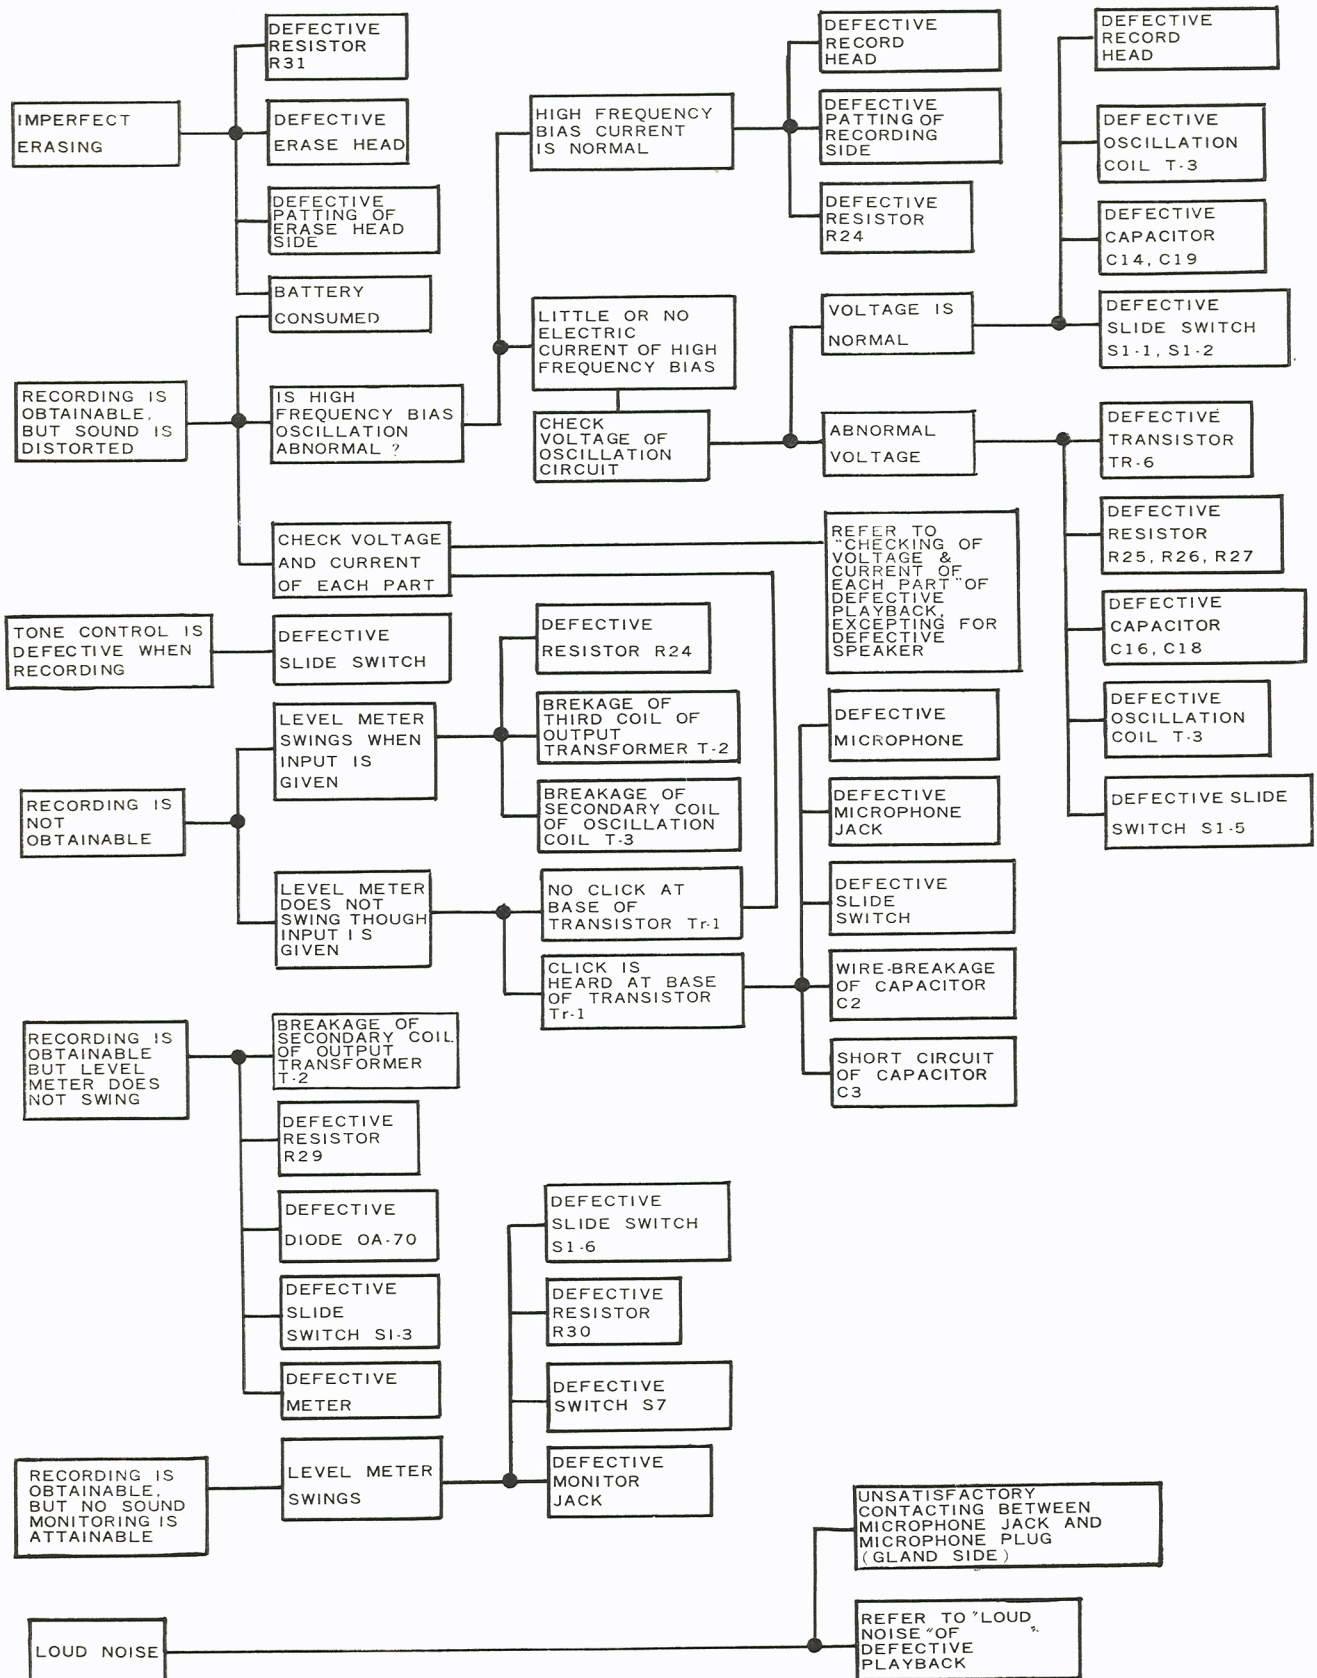 IMPERFECT
ERASING
DEFECTIVE
RESISTOR
R31
DEFECTIVE
ERASE HEAD
DEFECTIVE
PATTING OF
ERASE HEAD
SIDE
BATTERY
CONSUMED
RECORDING IS
OBTAINABLE,
BUT SOUND IS
DISTORTED
IS HIGH
FREQUENCY BIAS
OSCILLATION
ABNORMAL ?
HIGH FREQUENCY
BIAS CURRENT
IS NORMAL
DEFECTIVE
RECORD
HEAD
DEFECTIVE
PATTING OF
RECORDING
SIDE
DEFECTIVE
RESISTOR
R24
LITTLE OR NO
ELECTRIC
CURRENT OF HIGH
FREQUENCY BIAS
CHECK
VOLTAGE OF
OSCILLATION
CIRCUIT
VOLTAGE IS
NORMAL
DEFECTIVE
RECORD
HEAD
DEFECTIVE
OSCILLATION
COIL T-3
DEFECTIVE
CAPACITOR
C14, C19
DEFECTIVE
SLIDE SWITCH
S1-1, S1-2
ABNORMAL
VOLTAGE
DEFECTIVE
TRANSISTOR
TR-6
DEFECTIVE
RESISTOR
R25, R26, R27
DEFECTIVE
CAPACITOR
C16, C18
DEFECTIVE
OSCILLATION
COIL T-3
DEFECTIVE SLIDE
SWITCH S1-5
CHECK VOLTAGE
AND CURRENT
OF EACH PART
REFER TO
"CHECKING OF
VOLTAGE &
CURRENT OF
EACH PART" OF
DEFECTIVE
PLAYBACK,
EXCEPTING FOR
DEFECTIVE
SPEAKER
TONE CONTROL IS
DEFECTIVE WHEN
RECORDING
DEFECTIVE
SLIDE SWITCH
RECORDING IS
NOT
OBTAINABLE
LEVEL METER
SWINGS WHEN
INPUT IS
GIVEN
DEFECTIVE
RESISTOR R24
BREKAGE OF
THIRD COIL OF
OUTPUT
TRANSFORMER T-2
BREAKAGE OF
SECONDARY COIL
OF OSCILLATION
COIL T-3
LEVEL METER
DOES NOT
SWING THOUGH
INPUT IS
GIVEN
NO CLICK AT
BASE OF
TRANSISTOR Tr-1
CLICK IS
HEARD AT BASE
OF TRANSISTOR
Tr-1
DEFECTIVE
MICROPHONE
DEFECTIVE
MICROPHONE
JACK
DEFECTIVE
SLIDE
SWITCH
WIRE-BREAKAGE
OF CAPACITOR
C2
SHORT CIRCUIT
OF CAPACITOR
C3
RECORDING IS
OBTAINABLE
BUT LEVEL
METER DOES
NOT SWING
BREAKAGE OF
SECONDARY COIL
OF OUTPUT
TRANSFORMER
T-2
DEFECTIVE
RESISTOR
R29
DEFECTIVE
DIODE OA-70
DEFECTIVE
SLIDE
SWITCH SI-3
DEFECTIVE
METER
RECORDING IS
OBTAINABLE,
BUT NO SOUND
MONITORING IS
ATTAINABLE
LEVEL METER
SWINGS
DEFECTIVE
SLIDE SWITCH
S1-6
DEFECTIVE
RESISTOR
R30
DEFECTIVE
SWITCH S7
DEFECTIVE
MONITOR
JACK
LOUD NOISE
UNSATISFACTORY
CONTACTING BETWEEN
MICROPHONE JACK AND
MICROPHONE PLUG
(GLAND SIDE)
REFER TO "LOUD
NOISE" OF
DEFECTIVE
PLAYBACK